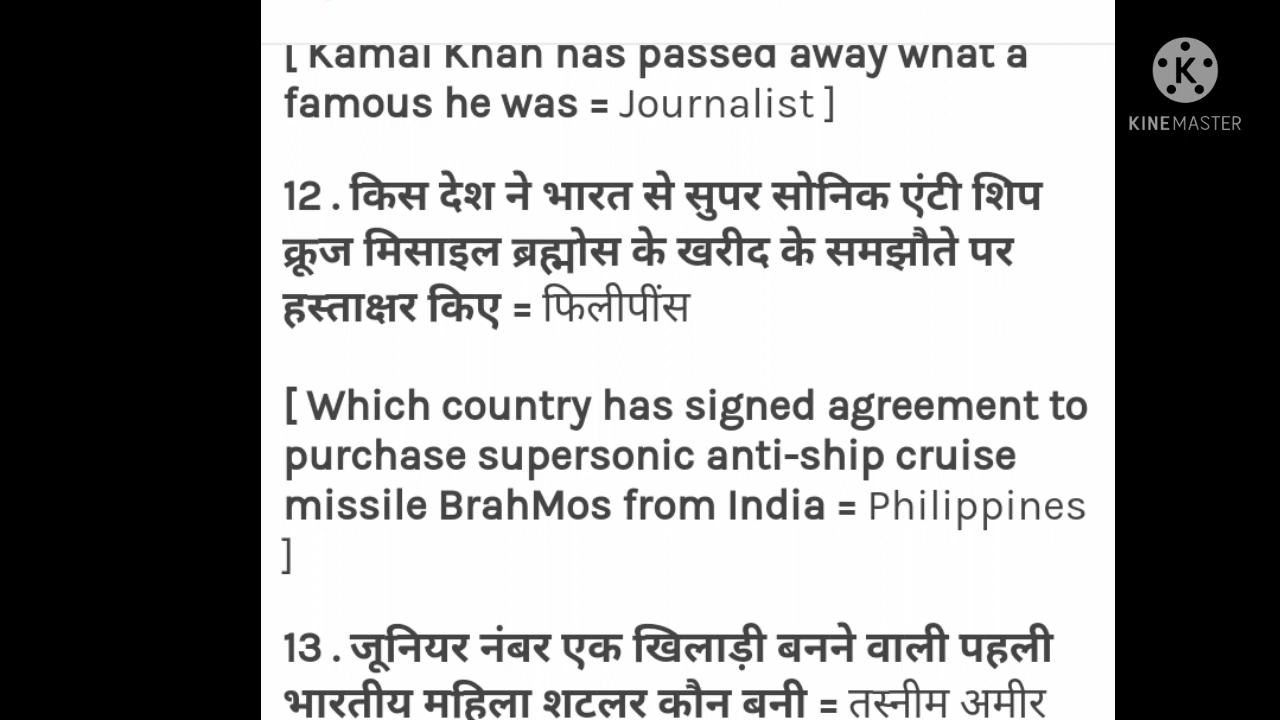 [ Kamal Khan has passed away what a
famous he was = Journalist ]
12 . किस देश ने भारत से सुपर सोनिक एंटी शिप
क्रूज मिसाइल ब्रह्मोस के खरीद के समझौते पर
हस्ताक्षर किए = फिलीपींस
[ Which country has signed agreement to
purchase supersonic anti-ship cruise
missile BrahMos from India = Philippines
]
13 . जूनियर नंबर एक खिलाड़ी बनने वाली पहली
भारतीय महिला शटलर कौन बनी = तस्नीम अमीर
K
KINEMASTER